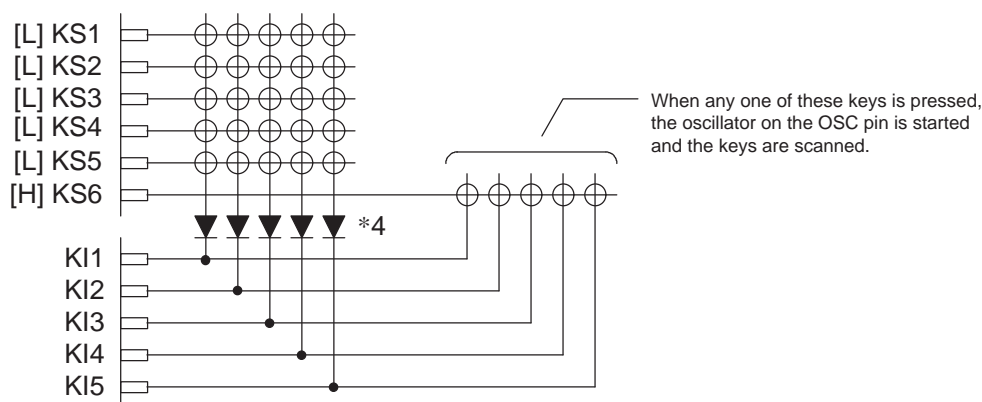 [L] KS1
[L] KS2
[L] KS3
[L] KS4
[L] KS5
[H] KS6
When any one of these keys is pressed,
the oscillator on the OSC pin is started
and the keys are scanned.
*4
KI1
KI2
KI3
KI4
KI5